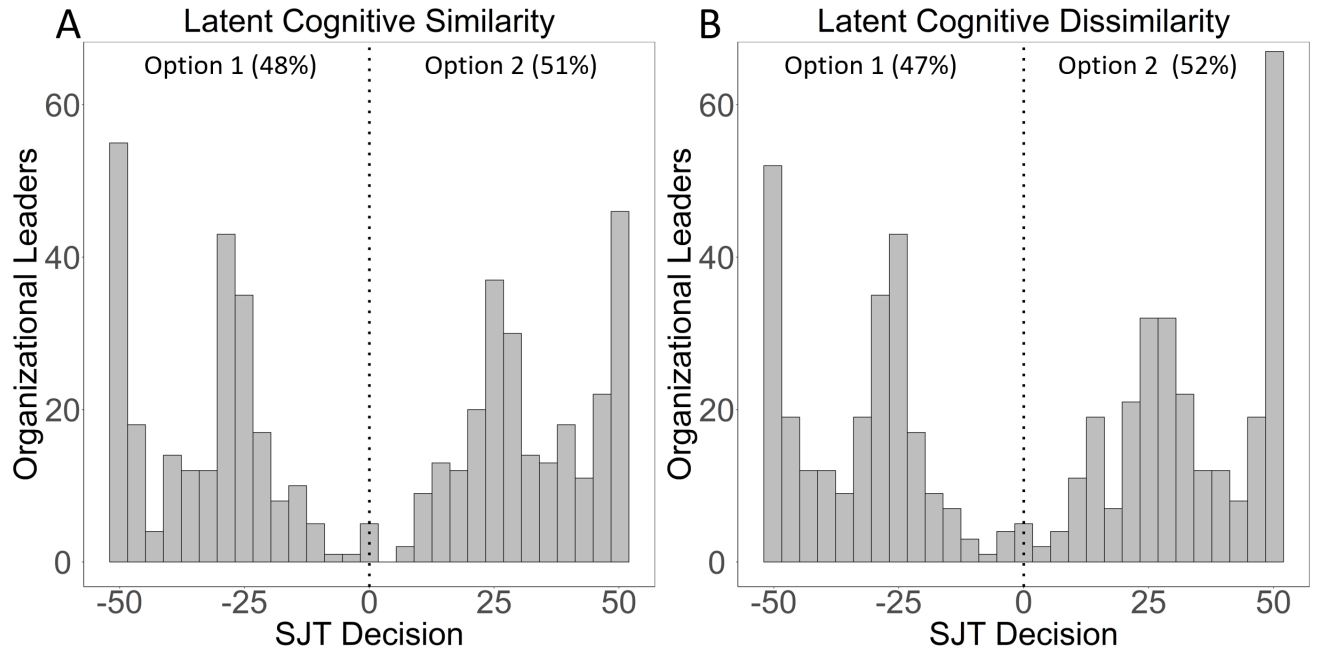 A
Latent Cognitive Similarity
Option 1 (48%)
Option 2 (51%)
60
40
20
0
Organizational Leaders
-50
-25
0
25
50
SJT Decision
B
Latent Cognitive Dissimilarity
Option 1 (47%)
Option 2 (52%)
60
40
20
0
Organizational Leaders
-50
-25
0
25
50
SJT Decision